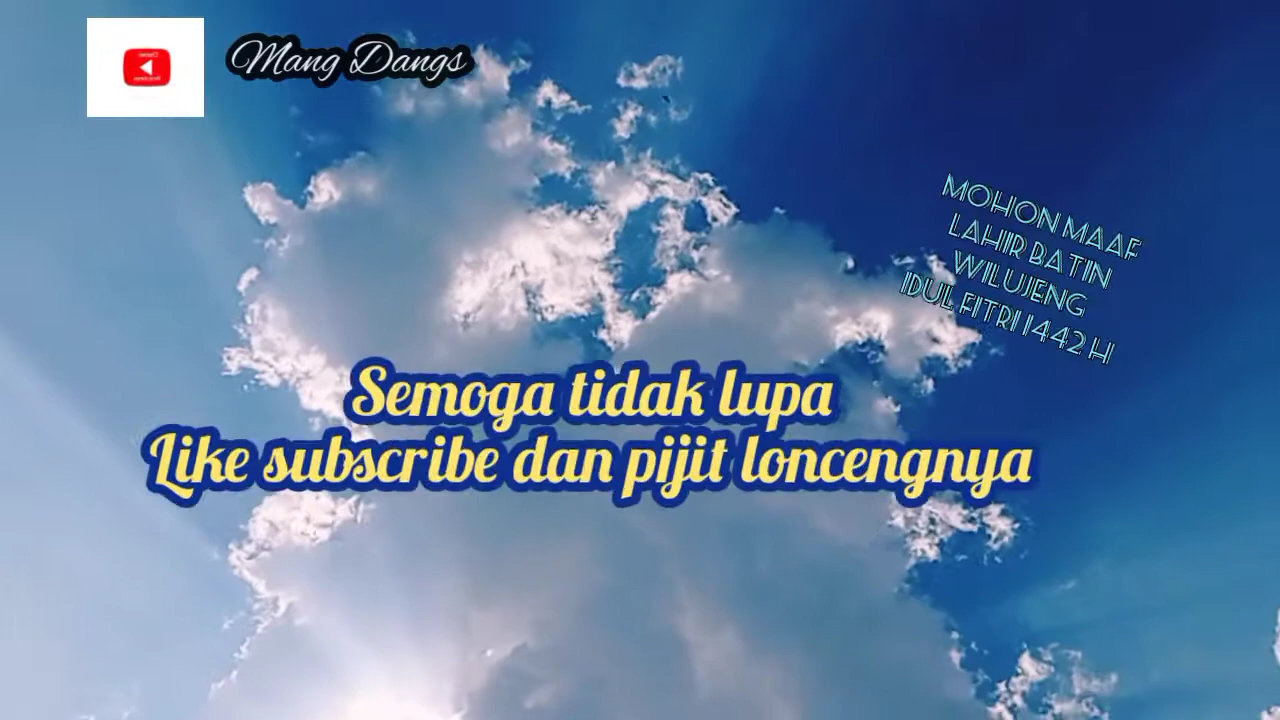 Mang Dangs
MOHON MAAF
LAHIR BATIN
WILUJENG
IDUL FITRI 1442 H
Semoga tidak lupa
Like subscribe dan pijit loncengnya